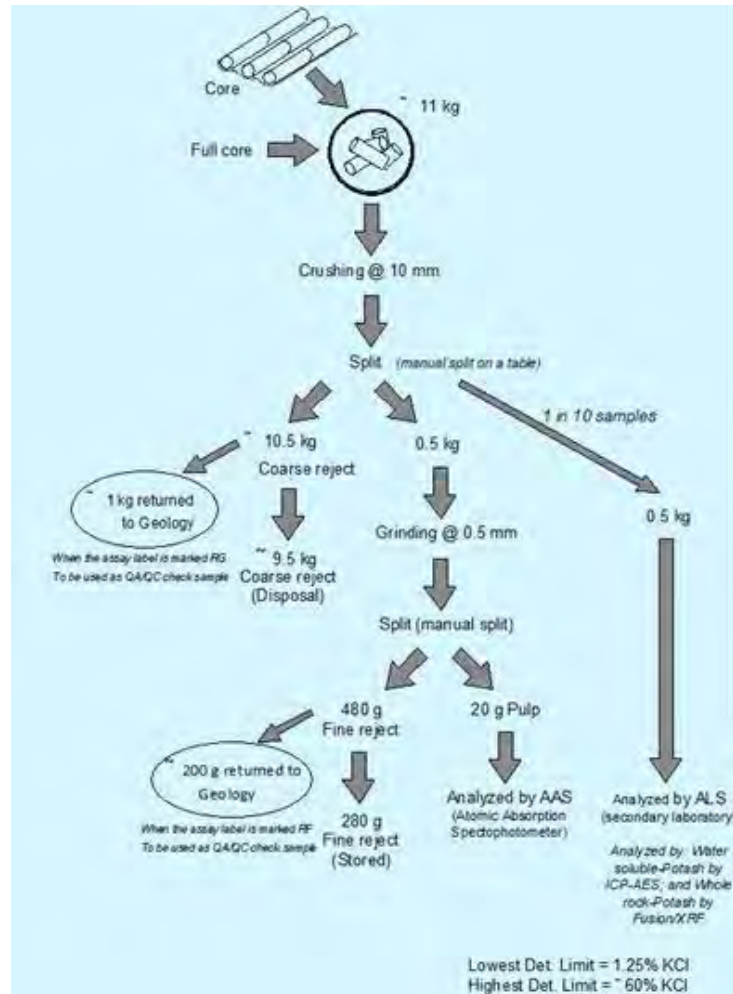 Core
~ 11 kg
Full core
Crushing @ 10 mm
Split (manual split on a table)
1 in 10 samples
~ 10.5 kg
Coarse reject
0.5 kg
~ 1 kg returned
to Geology
When the assay label is marked RG
To be used as QA/QC check sample
~ 9.5 kg
Coarse reject
(Disposal)
Grinding @ 0.5 mm
0.5 kg
Split (manual split)
480 g
Fine reject
20 g Pulp
~ 200 g returned to
Geology
When the assay label is marked RF
To be used as QA/QC check sample
280 g
Fine reject
(Stored)
Analyzed by AAS
(Atomic Absorption
Spectophotometer)
Analyzed by ALS
(secondary laboratory)
Analyzed by: Water
soluble-Potash by
ICP-AES; and Whole
rock-Potash by
Fusion/XRF.
Lowest Det. Limit = 1.25% KCl
Highest Det. Limit = ~ 60% KCl